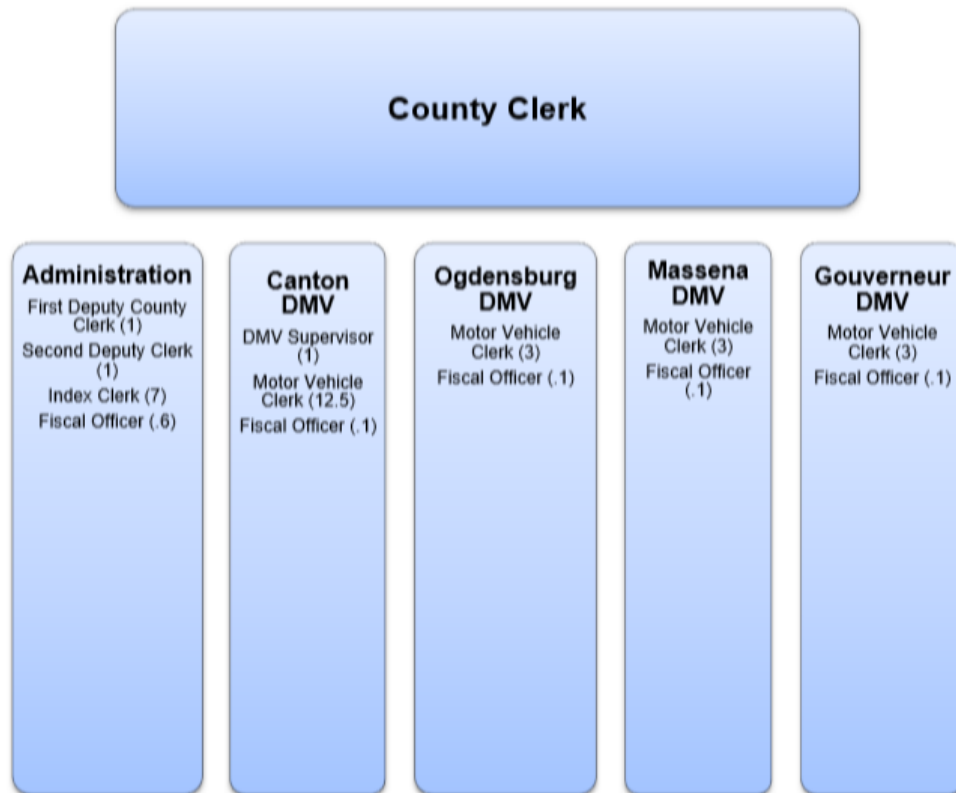 County Clerk
Administration
First Deputy County
Clerk (1)
Second Deputy Clerk
(1)
Index Clerk (7)
Fiscal Officer (.6)
Canton
DMV
DMV Supervisor
(1)
Motor Vehicle
Clerk (12.5)
Fiscal Officer (.1)
Ogdensburg
DMV
Motor Vehicle
Clerk (3)
Fiscal Officer (.1)
Massena
DMV
Motor Vehicle
Clerk (3)
Fiscal Officer
(.1)
Gouverneur
DMV
Motor Vehicle
Clerk (3)
Fiscal Officer (.1)